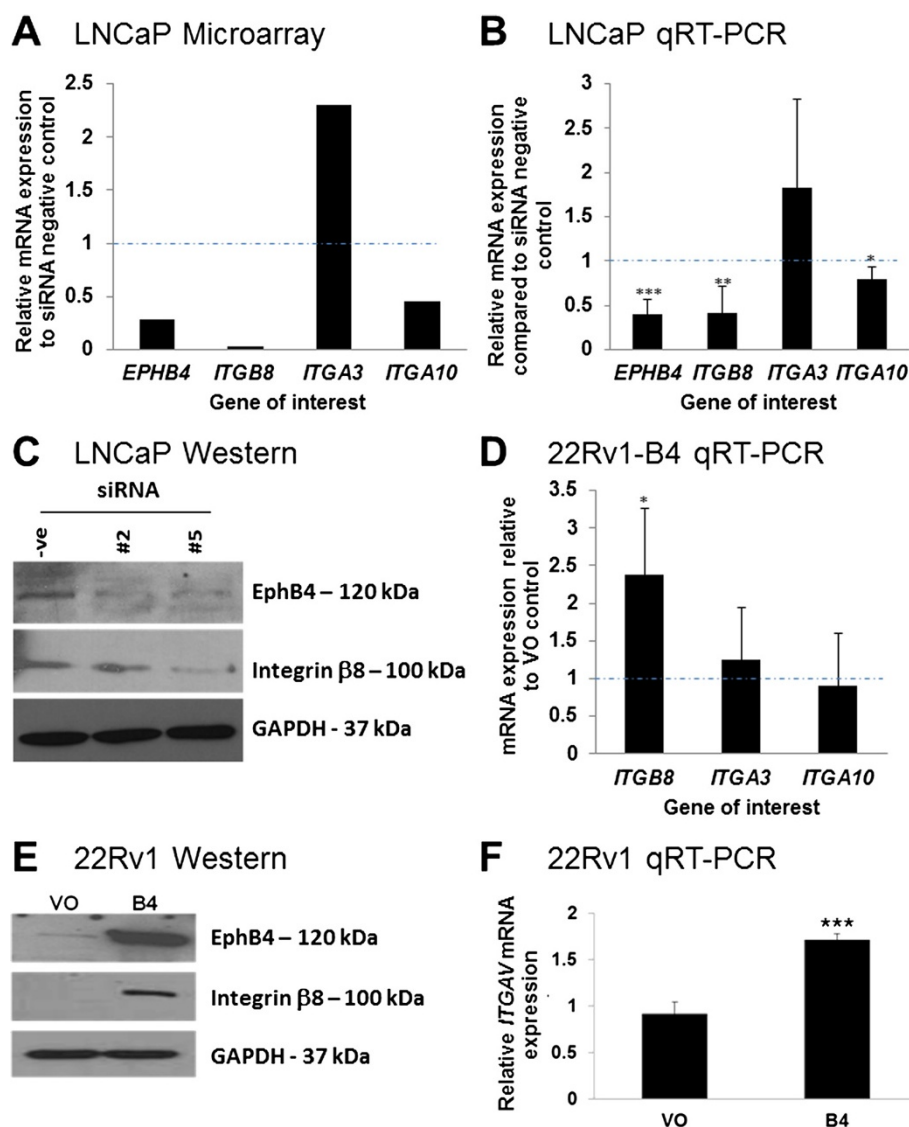 A LNCaP Microarray
Relative mRNA expression
to siRNA negative control
2.5
2
1.5
1
0.5
0
EPHB4 ITGB8 ITGA3 ITGA10
Gene of interest
B LNCaP qRT-PCR
Relative mRNA expression
compared to siRNA negative
control
3
2.5
2
1.5
1
0.5
0
*** ** *
EPHB4 ITGB8 ITGA3 ITGA10
Gene of interest
C LNCaP Western
siRNA
-ve #2 #5
EphB4 – 120 kDa
Integrin β8 – 100 kDa
GAPDH - 37 kDa
D 22Rv1-B4 qRT-PCR
mRNA expression relative
to VO control
3.5
3
2.5
2
1.5
1
0.5
0
*
ITGB8 ITGA3 ITGA10
Gene of interest
E 22Rv1 Western
VO B4
EphB4 – 120 kDa
Integrin β8 – 100 kDa
GAPDH - 37 kDa
F 22Rv1 qRT-PCR
Relative ITGAV mRNA
expression
2
1.5
1
0.5
0
***
VO B4